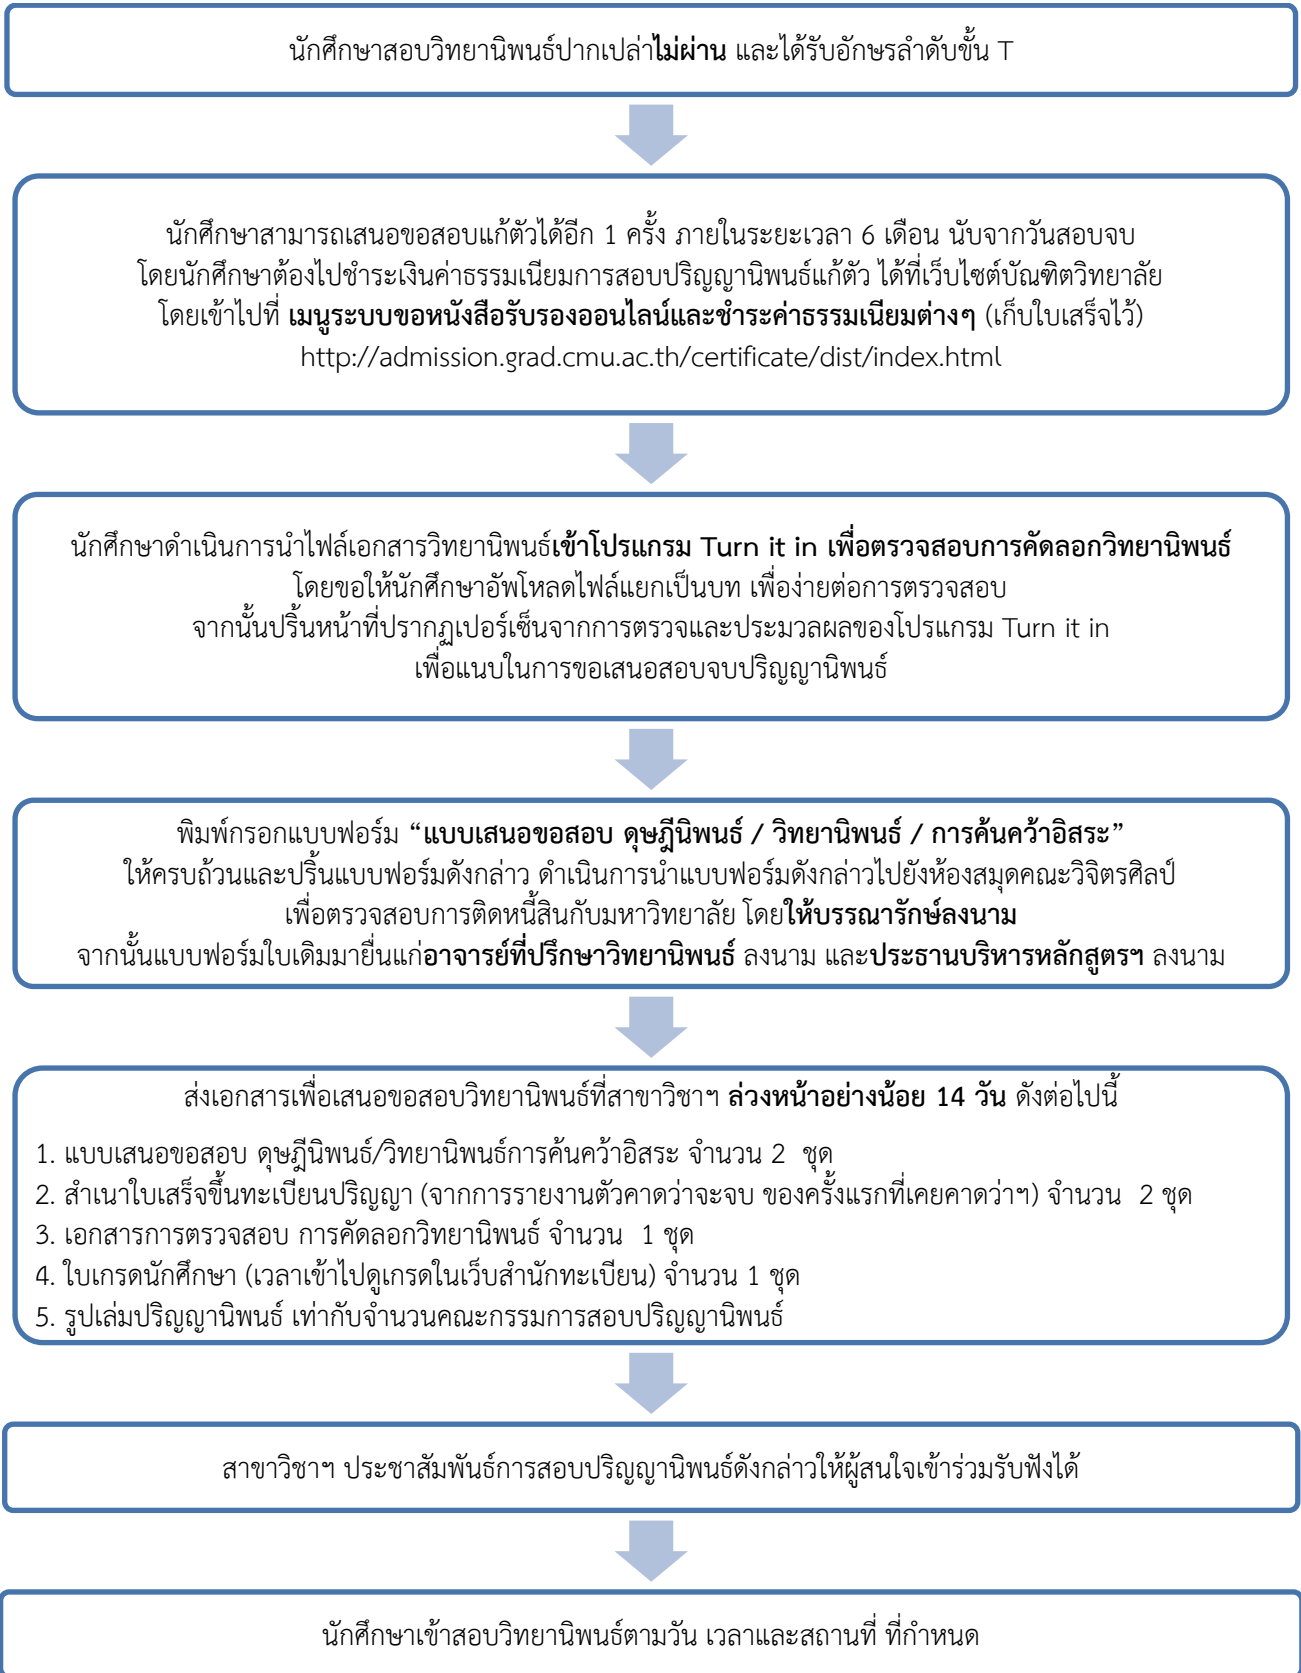 นักศึกษาสอบวิทยานิพนธ์ปากเปล่าไม่ผ่าน และได้รับอักษรลำดับขั้น T
นักศึกษาสามารถเสนอขอสอบแก้ตัวได้อีก 1 ครั้ง ภายในระยะเวลา 6 เดือน นับจากวันสอบจบ
โดยนักศึกษาต้องไปชำระเงินค่าธรรมเนียมการสอบปริญญานิพนธ์แก้ตัว ได้ที่เว็บไซต์บัณฑิตวิทยาลัย
โดยเข้าไปที่ เมนูระบบขอหนังสือรับรองออนไลน์และชำระค่าธรรมเนียมต่างๆ (เก็บใบเสร็จไว้)
http://admission.grad.cmu.ac.th/certificate/dist/index.html
นักศึกษาดำเนินการนำไฟล์เอกสารวิทยานิพนธ์เข้าโปรแกรม Turn it in เพื่อตรวจสอบการคัดลอกวิทยานิพนธ์
โดยขอให้นักศึกษาอัพโหลดไฟล์แยกเป็นบท เพื่อง่ายต่อการตรวจสอบ
จากนั้นปริ้นหน้าที่ปรากฏเปอร์เซ็นจากการตรวจและประมวลผลของโปรแกรม Turn it in
เพื่อแนบในการขอเสนอสอบจบปริญญานิพนธ์
พิมพ์กรอกแบบฟอร์ม “แบบเสนอขอสอบ ดุษฎีนิพนธ์ / วิทยานิพนธ์ / การค้นคว้าอิสระ”
ให้ครบถ้วนและปริ้นแบบฟอร์มดังกล่าว ดำเนินการนำแบบฟอร์มดังกล่าวไปยังห้องสมุดคณะวิจิตรศิลป์
เพื่อตรวจสอบการติดหนี้สินกับมหาวิทยาลัย โดยให้บรรณารักษ์ลงนาม
จากนั้นแบบฟอร์มใบเดิมมายื่นแก่อาจารย์ที่ปรึกษาวิทยานิพนธ์ ลงนาม และประธานบริหารหลักสูตรฯ ลงนาม
ส่งเอกสารเพื่อเสนอขอสอบวิทยานิพนธ์ที่สาขาวิชาฯ ล่วงหน้าอย่างน้อย 14 วัน ดังต่อไปนี้
1. แบบเสนอขอสอบ ดุษฎีนิพนธ์/วิทยานิพนธ์การค้นคว้าอิสระ จำนวน 2 ชุด
2. สำเนาใบเสร็จขึ้นทะเบียนปริญญา (จากการรายงานตัวคาดว่าจะจบ ของครั้งแรกที่เคยคาดว่าฯ) จำนวน 2 ชุด
3. เอกสารการตรวจสอบ การคัดลอกวิทยานิพนธ์ จำนวน 1 ชุด
4. ใบเกรดนักศึกษา (เวลาเข้าไปดูเกรดในเว็บสำนักทะเบียน) จำนวน 1 ชุด
5. รูปเล่มปริญญานิพนธ์ เท่ากับจำนวนคณะกรรมการสอบปริญญานิพนธ์
สาขาวิชาฯ ประชาสัมพันธ์การสอบปริญญานิพนธ์ดังกล่าวให้ผู้สนใจเข้าร่วมรับฟังได้
นักศึกษาเข้าสอบวิทยานิพนธ์ตามวัน เวลาและสถานที่ ที่กำหนด